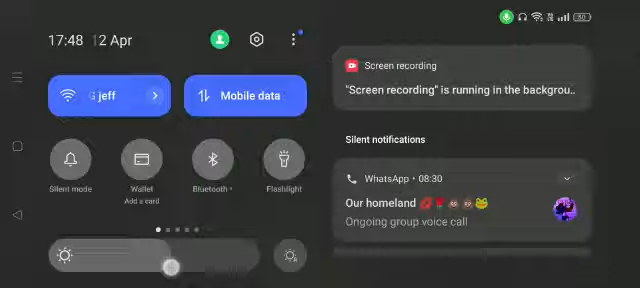 17:48 12 Apr
jeff
Mobile data
Silent mode
Wallet
Add a card
Bluetooth
Flashlight
Screen recording
"Screen recording" is running in the backgrou..
Silent notifications
WhatsApp • 08:30
Our homeland 💋🌹🐵🐵🐸
Ongoing group voice call